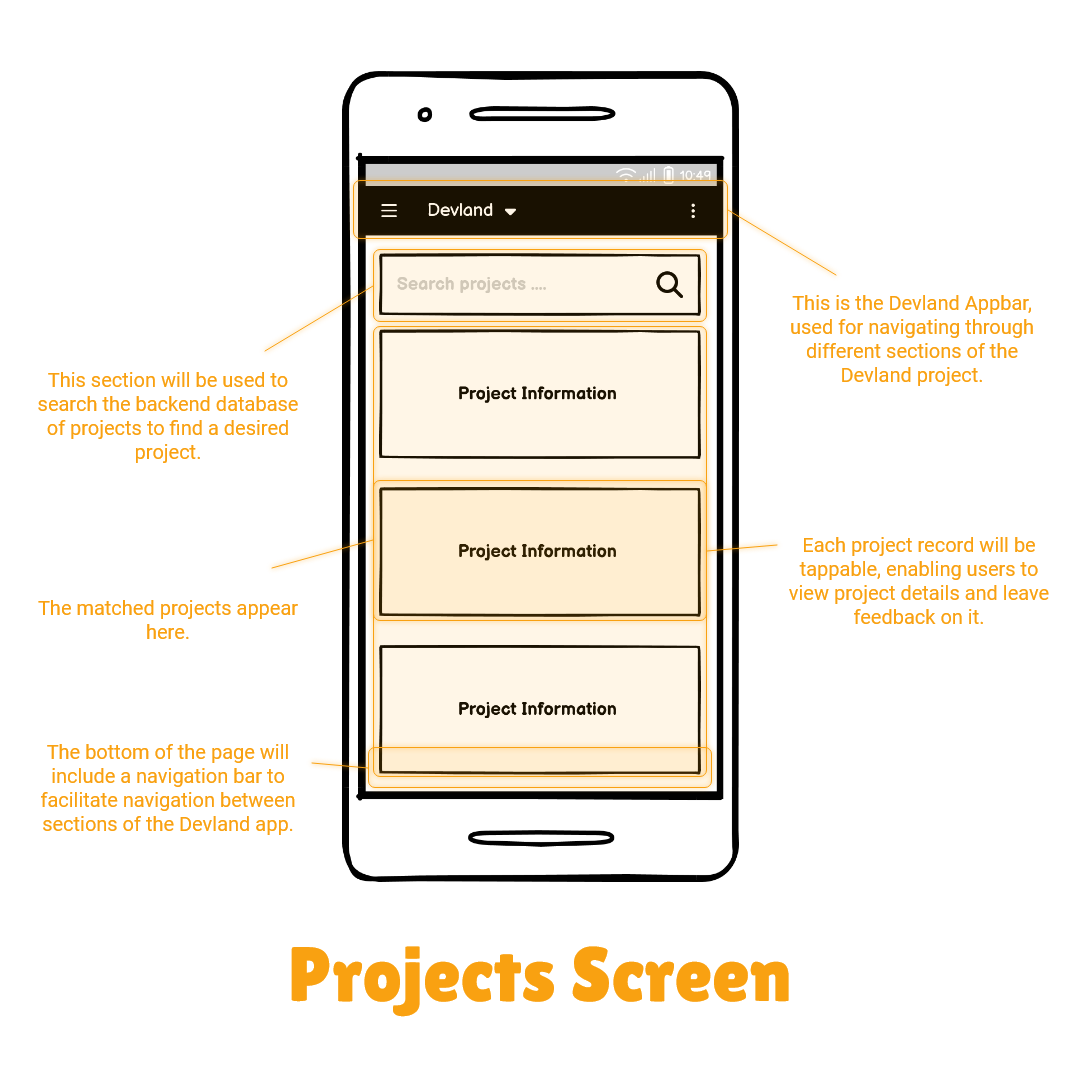 10:49
Devland
Search projects ....
This is the Devland Appbar,
used for navigating through
different sections of the
Devland project.
This section will be used to
search the backend database
of projects to find a desired
project.
Project Information
Project Information
Each project record will be
tappable, enabling users to
view project details and leave
feedback on it.
The matched projects appear
here.
Project Information
The bottom of the page will
include a navigation bar to
facilitate navigation between
sections of the Devland app.
Projects Screen